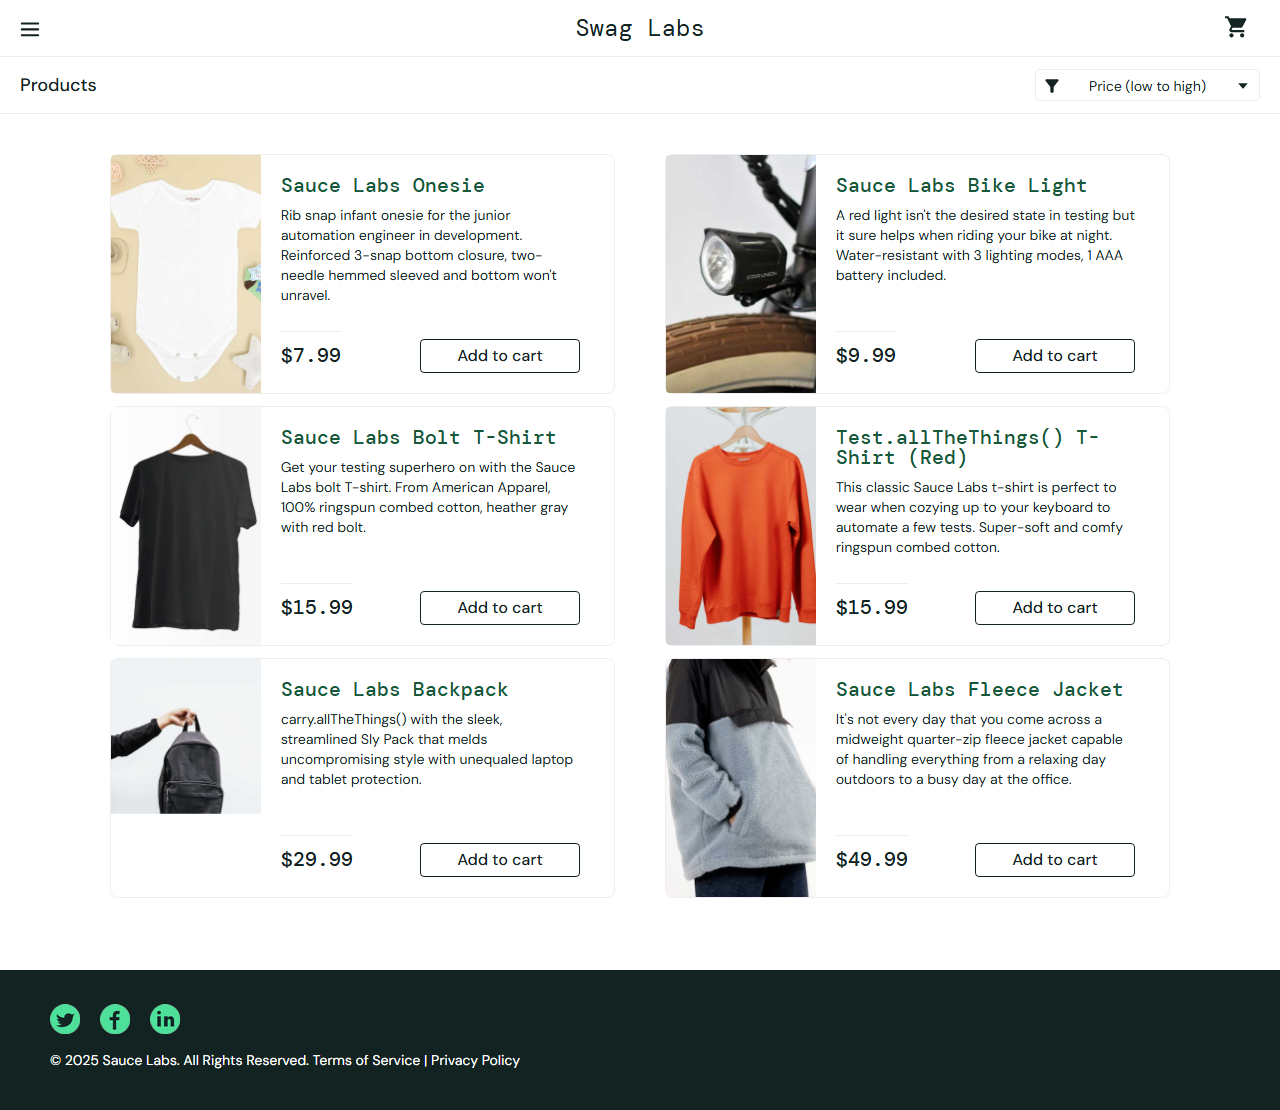 Swag Labs
Products
Price (low to high)
Sauce Labs Onesie
Rib snap infant onesie for the junior
automation engineer in development.
Reinforced 3-snap bottom closure, two-
needle hemmed sleeved and bottom won't
unravel.
$7.99
Add to cart
Sauce Labs Bike Light
A red light isn't the desired state in testing but
it sure helps when riding your bike at night.
Water-resistant with 3 lighting modes, 1 AAA
battery included.
$9.99
Add to cart
Sauce Labs Bolt T-Shirt
Get your testing superhero on with the Sauce
Labs bolt T-shirt. From American Apparel,
100% ringspun combed cotton, heather gray
with red bolt.
$15.99
Add to cart
Test.allTheThings() T-
Shirt (Red)
This classic Sauce Labs t-shirt is perfect to
wear when cozying up to your keyboard to
automate a few tests. Super-soft and comfy
ringspun combed cotton.
$15.99
Add to cart
Sauce Labs Backpack
carry.allTheThings() with the sleek,
streamlined Sly Pack that melds
uncompromising style with unequaled laptop
and tablet protection.
$29.99
Add to cart
Sauce Labs Fleece Jacket
It's not every day that you come across a
midweight quarter-zip fleece jacket capable
of handling everything from a relaxing day
outdoors to a busy day at the office.
$49.99
Add to cart
© 2025 Sauce Labs. All Rights Reserved. Terms of Service | Privacy Policy